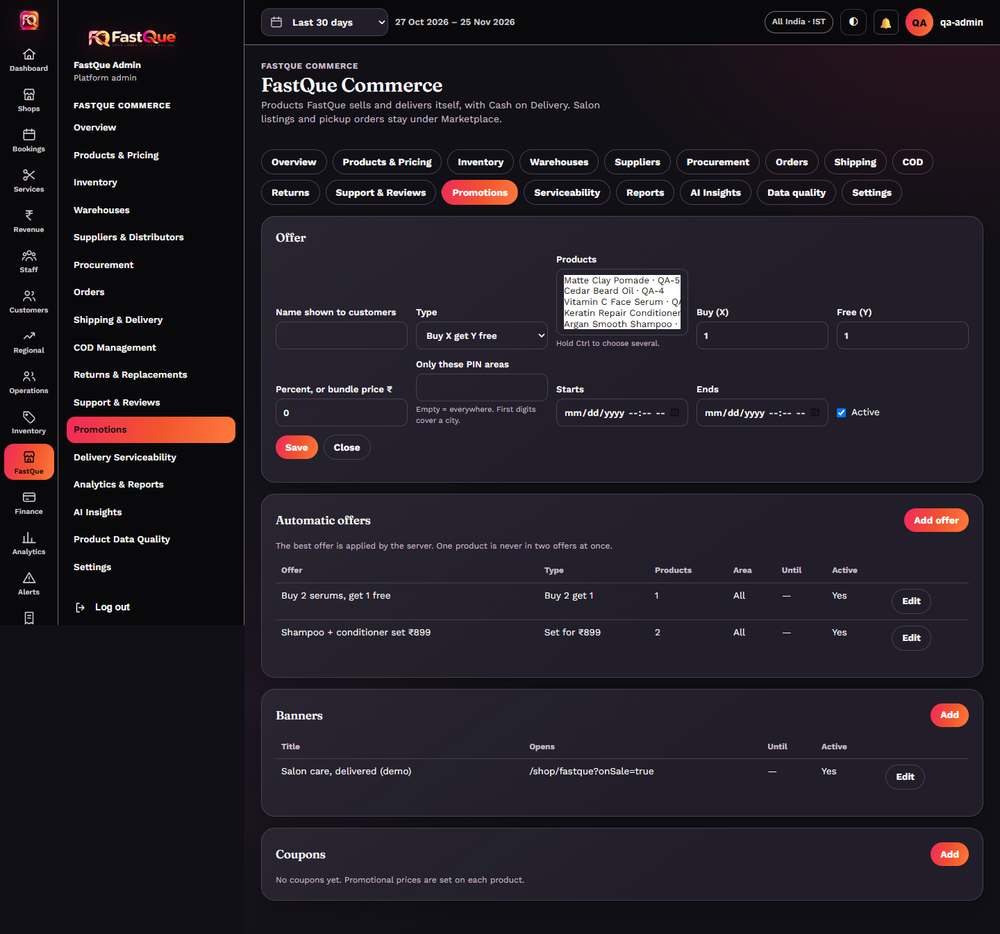 Dashboard
Shops
Bookings
Services
Revenue
Staff
Customers
Regional
Operations
Inventory
FastQue
Finance
Analytics
Alerts
FastQue
FastQue Admin
Platform admin
FASTQUE COMMERCE
Overview
Products & Pricing
Inventory
Warehouses
Suppliers & Distributors
Procurement
Orders
Shipping & Delivery
COD Management
Returns & Replacements
Support & Reviews
Promotions
Delivery Serviceability
Analytics & Reports
AI Insights
Product Data Quality
Settings
Log out
Last 30 days
27 Oct 2026 – 25 Nov 2026
All India · IST
QA
qa-admin
FASTQUE COMMERCE
FastQue Commerce
Products FastQue sells and delivers itself, with Cash on Delivery. Salon
listings and pickup orders stay under Marketplace.
Overview
Products & Pricing
Inventory
Warehouses
Suppliers
Procurement
Orders
Shipping
COD
Returns
Support & Reviews
Promotions
Serviceability
Reports
AI Insights
Data quality
Settings
Offer
Name shown to customers
Type
Buy X get Y free
Products
Matte Clay Pomade · QA-5
Cedar Beard Oil · QA-4
Vitamin C Face Serum · QA
Keratin Repair Conditioner
Argan Smooth Shampoo ·
Hold Ctrl to choose several.
Buy (X)
1
Free (Y)
1
Percent, or bundle price ₹
0
Only these PIN areas
Empty = everywhere. First digits
cover a city.
Starts
mm/dd/yyyy --:-- --
Ends
mm/dd/yyyy --:-- --
Active
Save
Close
Automatic offers
Add offer
The best offer is applied by the server. One product is never in two offers at once.
Offer Type Products Area Until Active
Buy 2 serums, get 1 free Buy 2 get 1 1 All — Yes Edit
Shampoo + conditioner set ₹899 Set for ₹899 2 All — Yes Edit
Banners
Add
Title Opens Until Active
Salon care, delivered (demo) /shop/fastque?onSale=true — Yes Edit
Coupons
Add
No coupons yet. Promotional prices are set on each product.